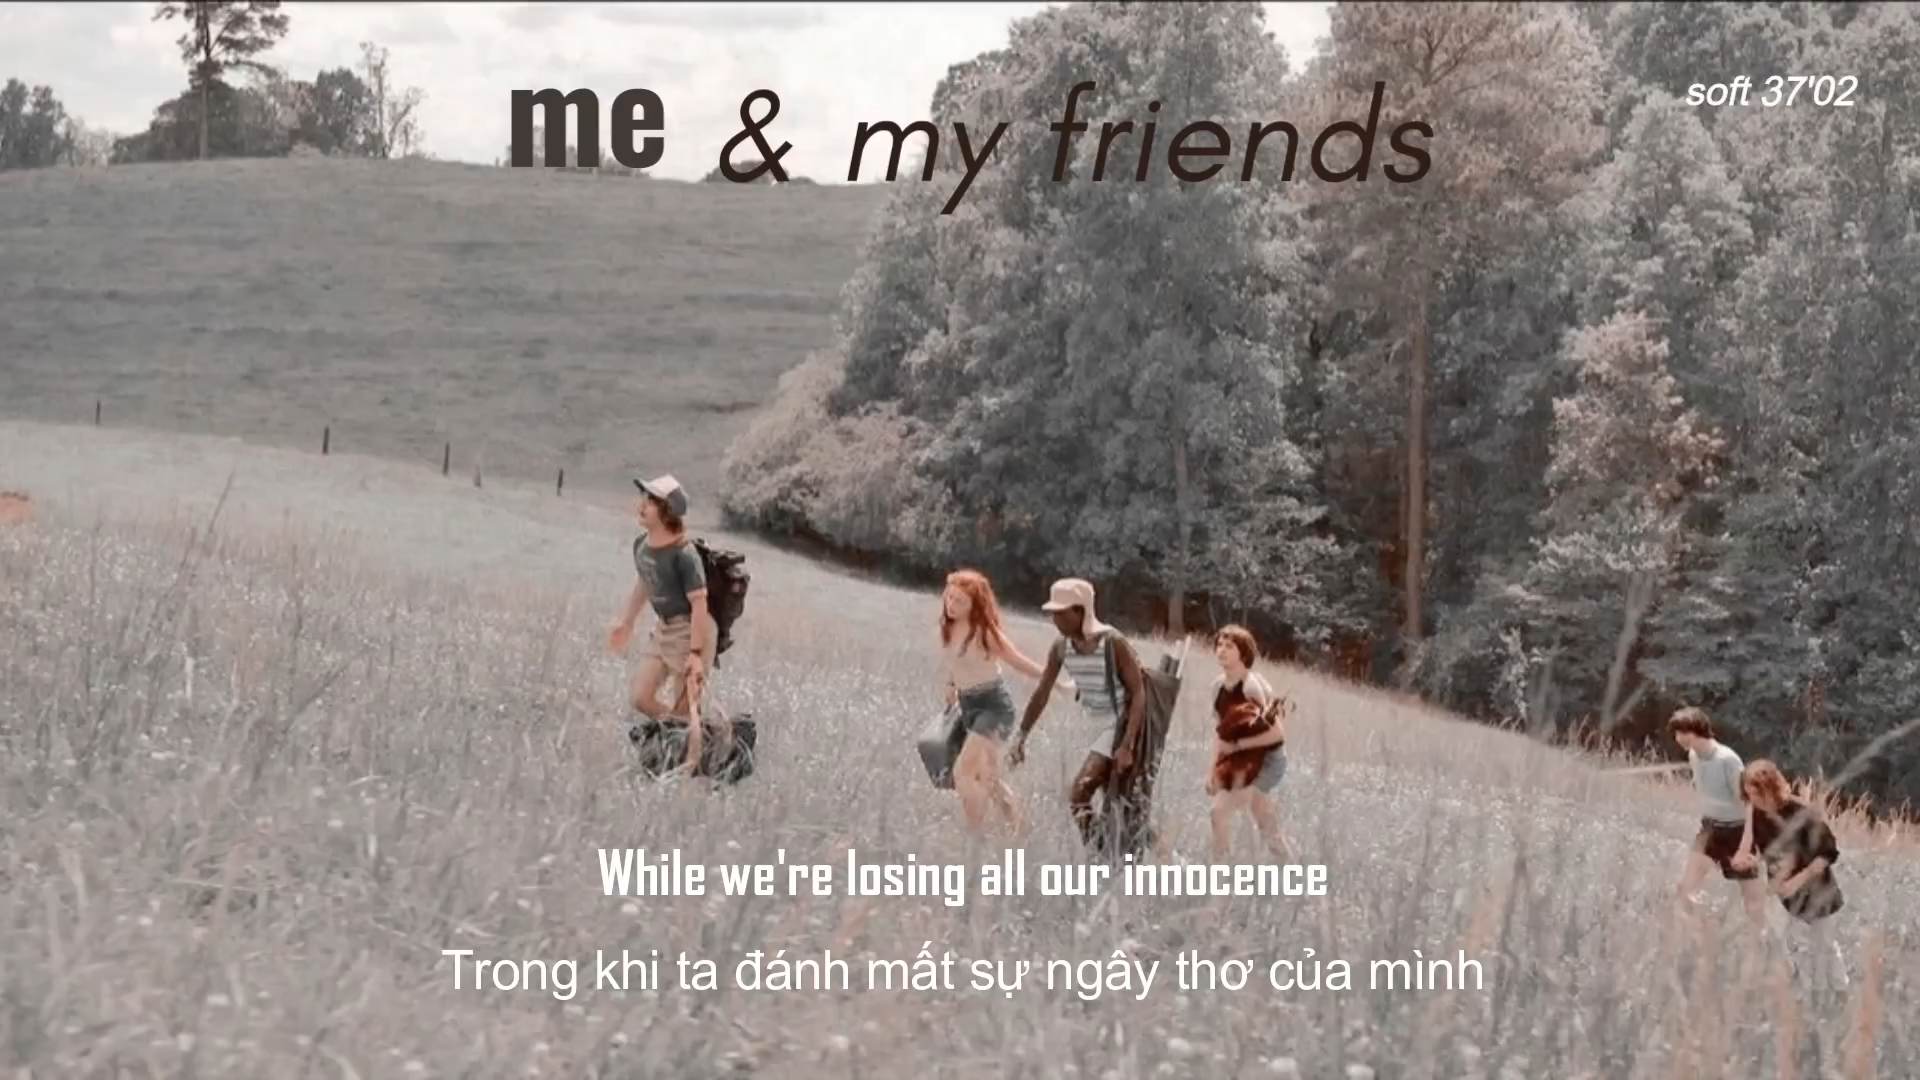 me & my friends
soft 37'02
While we're losing all our innocence
Trong khi ta đánh mất sự ngây thơ của mình